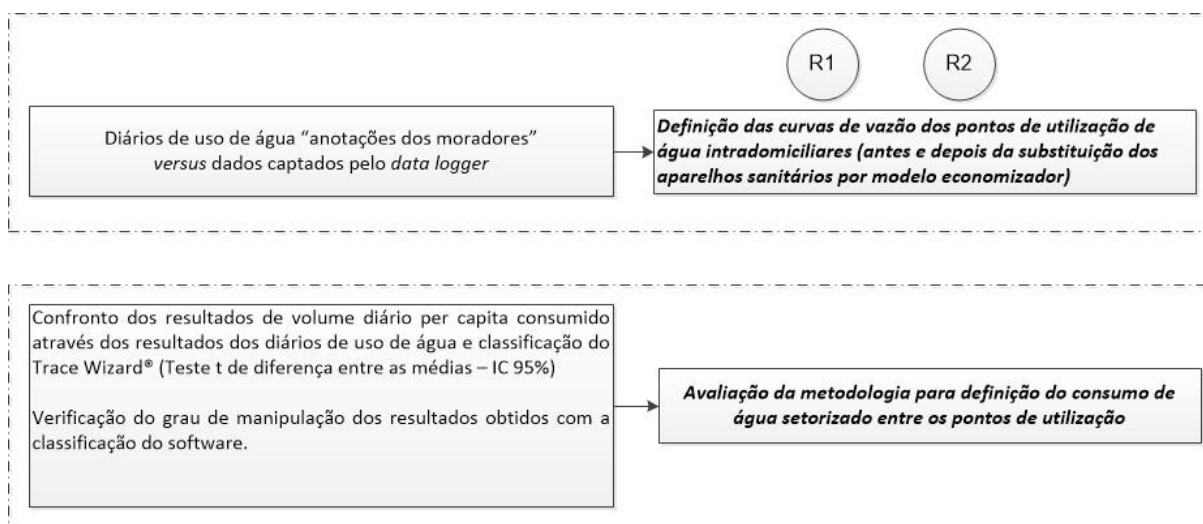 R1 R2
Diários de uso de água “anotações dos moradores”
versus dados captados pelo data logger
Definição das curvas de vazão dos pontos de utilização de
água intradomiciliares (antes e depois da substituição dos
aparelhos sanitários por modelo economizador)
Confronto dos resultados de volume diário per capita consumido
através dos resultados dos diários de uso de água e classificação do
Trace Wizard® (Teste t de diferença entre as médias – IC 95%)
Verificação do grau de manipulação dos resultados obtidos com a
classificação do software.
Avaliação da metodologia para definição do consumo de
água setorizado entre os pontos de utilização